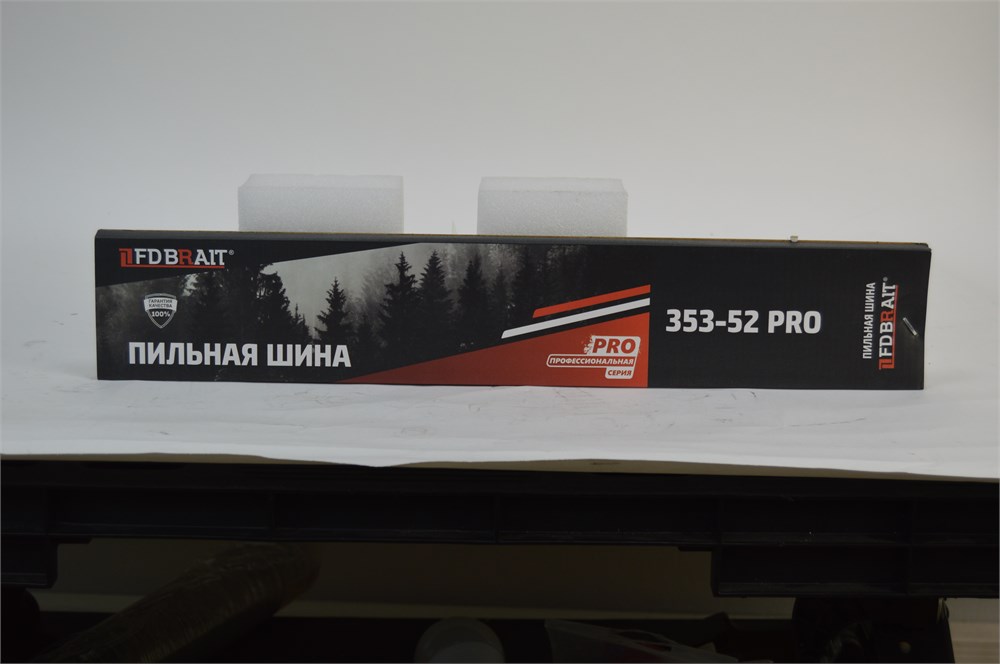 FDBRAIT®
ГАРАНТИЯ
КАЧЕСТВА
100%
ПИЛЬНАЯ ШИНА
PRO
ПРОФЕССИОНАЛЬНАЯ
СЕРИЯ
353-52 PRO
ПИЛЬНАЯ ШИНА
FDBRAIT®